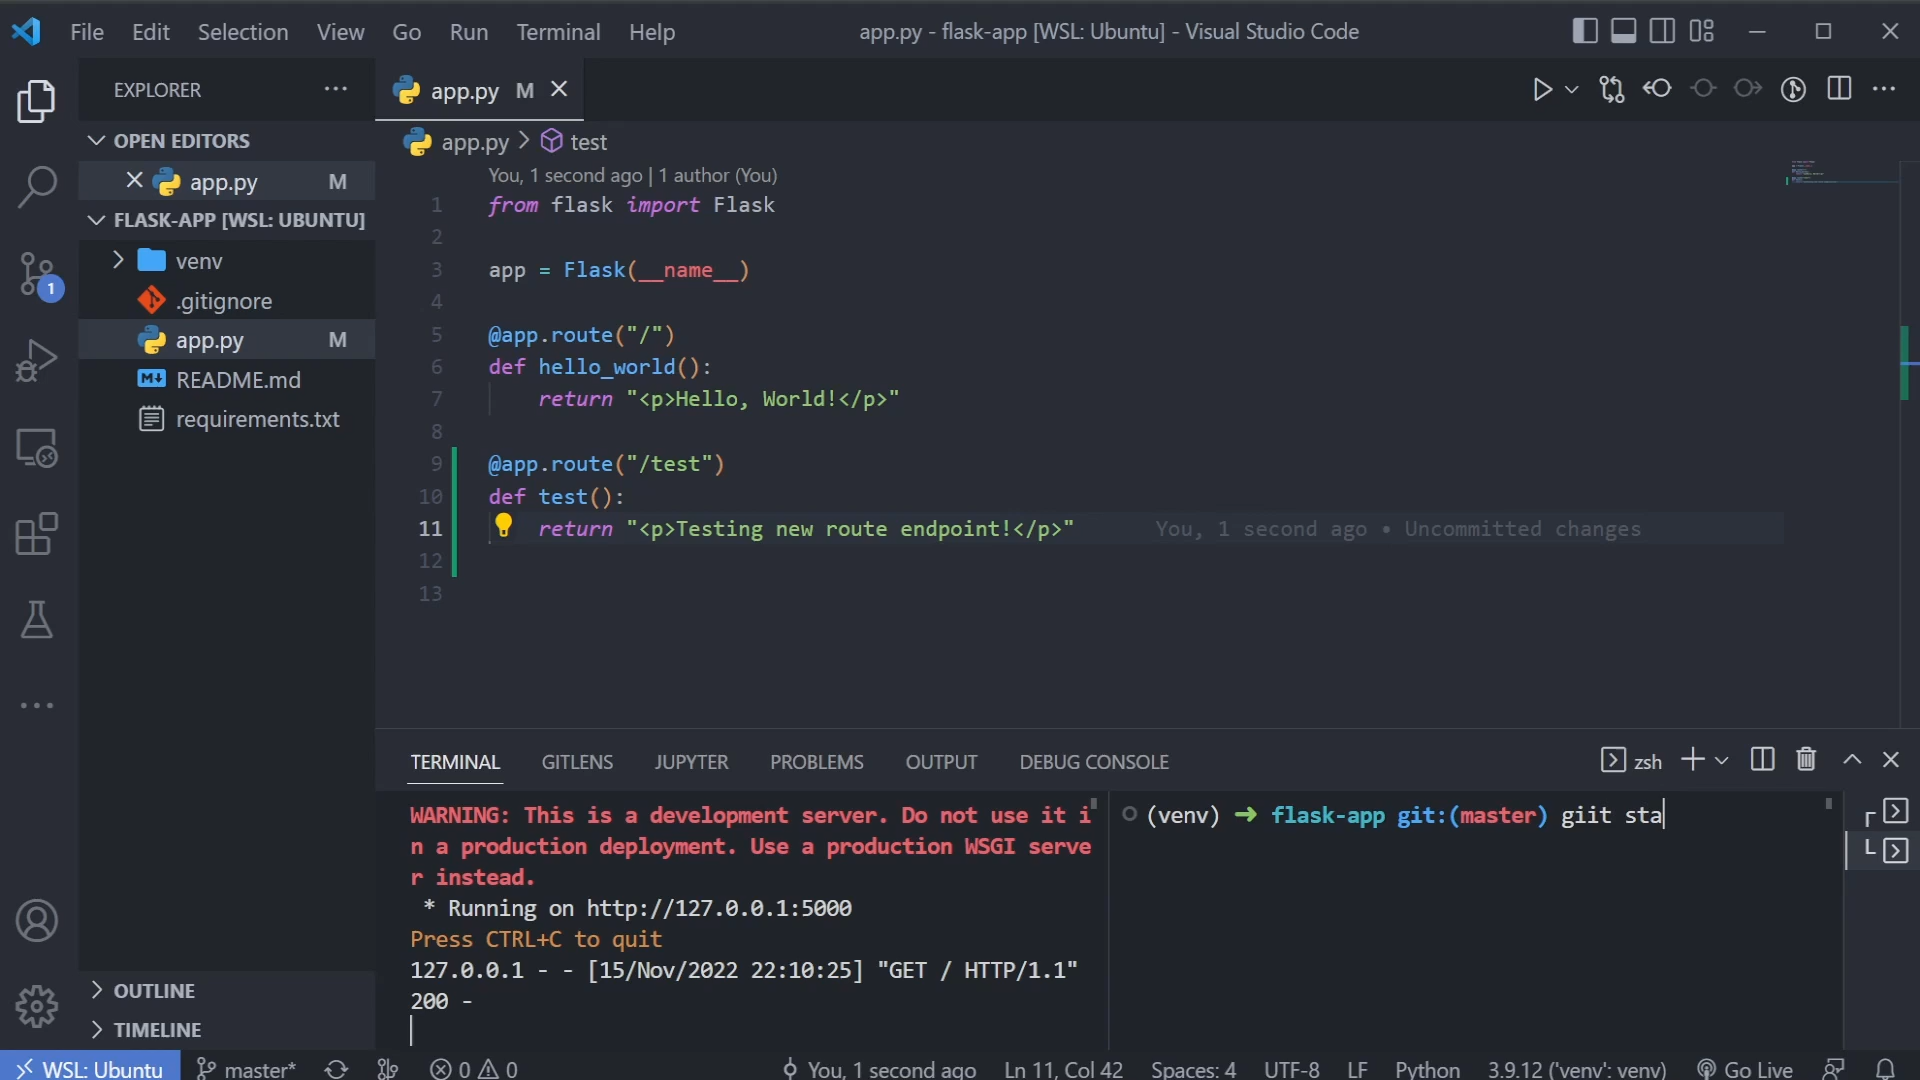 File Edit Selection View Go Run Terminal Help
app.py - flask-app [WSL: Ubuntu] - Visual Studio Code
EXPLORER
app.py M
OPEN EDITORS
app.py M
FLASK-APP [WSL: UBUNTU]
venv
.gitignore
app.py M
README.md
requirements.txt
OUTLINE
TIMELINE
1
app.py > test
You, 1 second ago | 1 author (You)
1 from flask import Flask
2
3 app = Flask(__name__)
4
5 @app.route("/")
6 def hello_world():
7 return "<p>Hello, World!</p>"
8
9 @app.route("/test")
10 def test():
11 return "<p>Testing new route endpoint!</p>" You, 1 second ago • Uncommitted changes
12
13
TERMINAL GITLENS JUPYTER PROBLEMS OUTPUT DEBUG CONSOLE
zsh
WARNING: This is a development server. Do not use it i
n a production deployment. Use a production WSGI serve
r instead.
* Running on http://127.0.0.1:5000
Press CTRL+C to quit
127.0.0.1 - - [15/Nov/2022 22:10:25] "GET / HTTP/1.1"
200 -
(venv) ➜ flask-app git:(master) giit sta
WSL: Ubuntu master* 0 0 You, 1 second ago Ln 11, Col 42 Spaces: 4 UTF-8 LF Python 3.9.12 ('venv': venv) Go Live